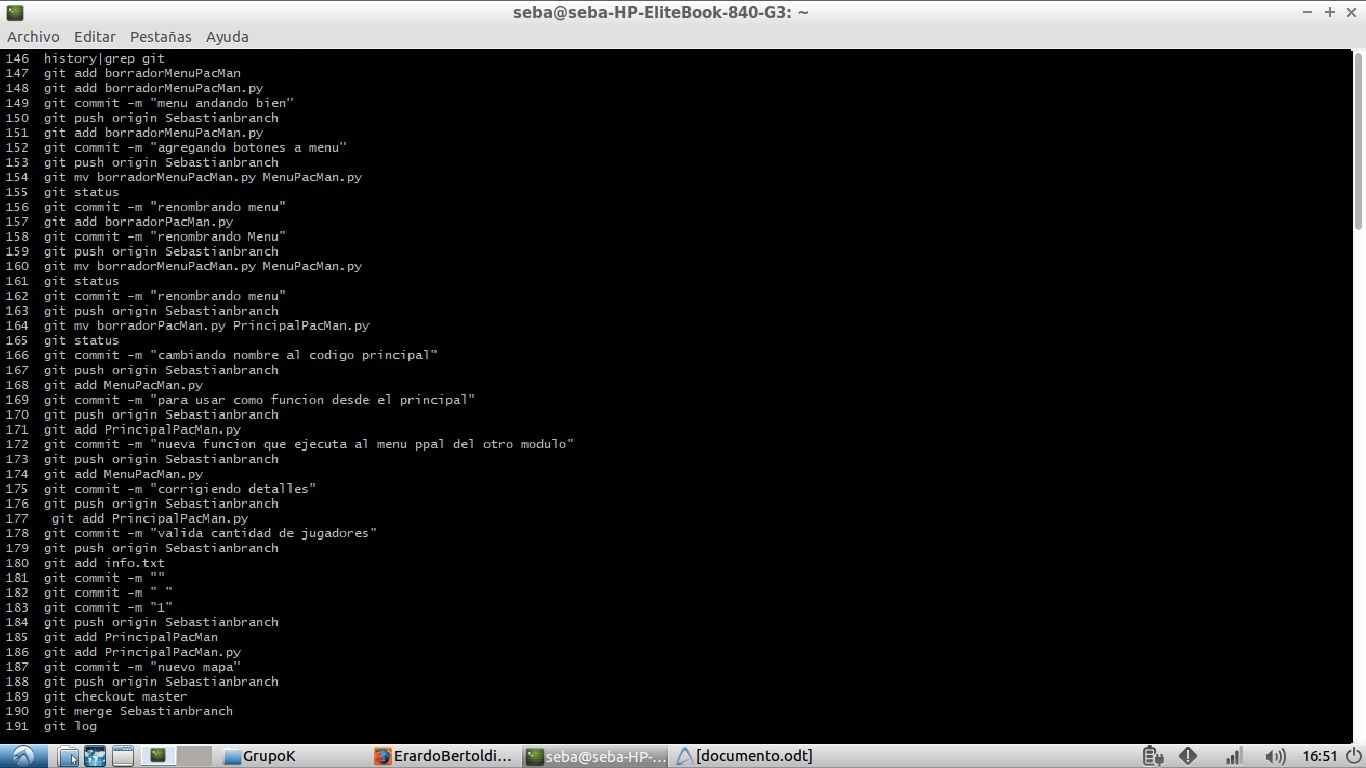 seba@seba-HP-EliteBook-840-G3: ~
Archivo Editar Pestañas Ayuda
146 history|grep git
147 git add borradorMenuPacMan
148 git add borradorMenuPacMan.py
149 git commit -m "menu andando bien"
150 git push origin Sebastianbranch
151 git add borradorMenuPacMan.py
152 git commit -m "agregando botones a menu"
153 git push origin Sebastianbranch
154 git mv borradorMenuPacMan.py MenuPacMan.py
155 git status
156 git commit -m "renombrando menu"
157 git add borradorPacMan.py
158 git commit -m "renombrando Menu"
159 git push origin Sebastianbranch
160 git mv borradorMenuPacMan.py MenuPacMan.py
161 git status
162 git commit -m "renombrando menu"
163 git push origin Sebastianbranch
164 git mv borradorPacMan.py PrincipalPacMan.py
165 git status
166 git commit -m "cambiando nombre al codigo principal"
167 git push origin Sebastianbranch
168 git add MenuPacMan.py
169 git commit -m "para usar como funcion desde el principal"
170 git push origin Sebastianbranch
171 git add PrincipalPacMan.py
172 git commit -m "nueva funcion que ejecuta al menu ppal del otro modulo"
173 git push origin Sebastianbranch
174 git add MenuPacMan.py
175 git commit -m "corrigiendo detalles"
176 git push origin Sebastianbranch
177  git add PrincipalPacMan.py
178 git commit -m "valida cantidad de jugadores"
179 git push origin Sebastianbranch
180 git add info.txt
181 git commit -m ""
182 git commit -m " "
183 git commit -m "1"
184 git push origin Sebastianbranch
185 git add PrincipalPacMan
186 git add PrincipalPacMan.py
187 git commit -m "nuevo mapa"
188 git push origin Sebastianbranch
189 git checkout master
190 git merge Sebastianbranch
191 git log
GrupoK ErardoBertoldi... seba@seba-HP-... [documento.odt] 16:51